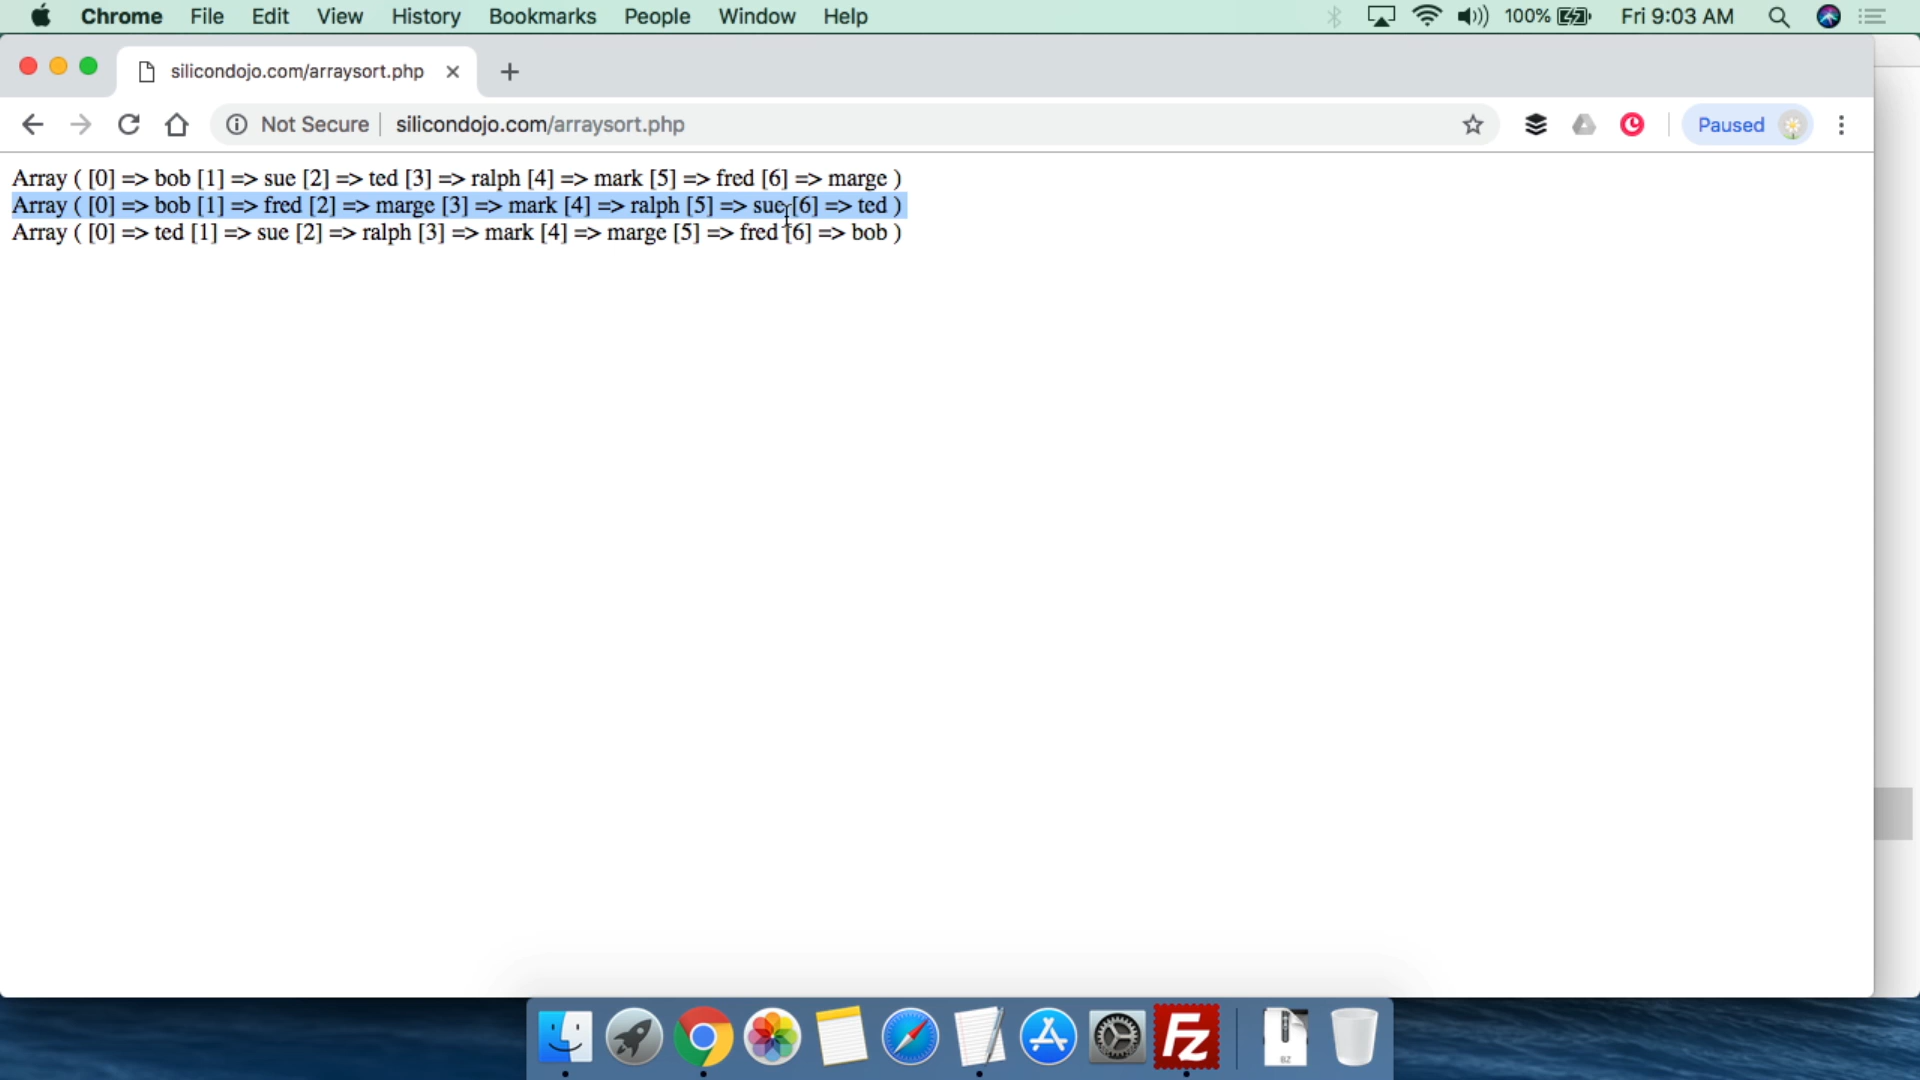 Chrome File Edit View History Bookmarks People Window Help 100% Fri 9:03 AM
silicondojo.com/arraysort.php
Not Secure silicondojo.com/arraysort.php Paused
Array ( [0] => bob [1] => sue [2] => ted [3] => ralph [4] => mark [5] => fred [6] => marge )
Array ( [0] => bob [1] => fred [2] => marge [3] => mark [4] => ralph [5] => sue [6] => ted )
Array ( [0] => ted [1] => sue [2] => ralph [3] => mark [4] => marge [5] => fred [6] => bob )
Fz
BZ